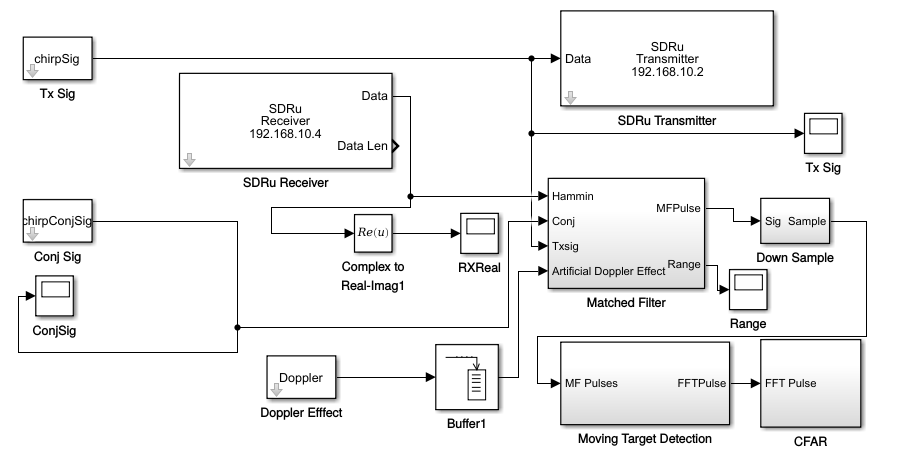 chirpSig
Tx Sig
SDRu
Receiver
192.168.10.4
Data
Data Len
SDRu Receiver
Data
SDRu
Transmitter
192.168.10.2
SDRu Transmitter
Tx Sig
chirpConjSig
Conj Sig
ConjSig
Re(u)
Complex to
Real-Imag1
RXReal
Hammin
Conj
Txsig
Artificial Doppler Effect
MFPulse
Range
Matched Filter
Sig Sample
Down Sample
Range
Doppler
Doppler Efffect
Buffer1
MF Pulses
FFTPulse
Moving Target Detection
FFT Pulse
CFAR